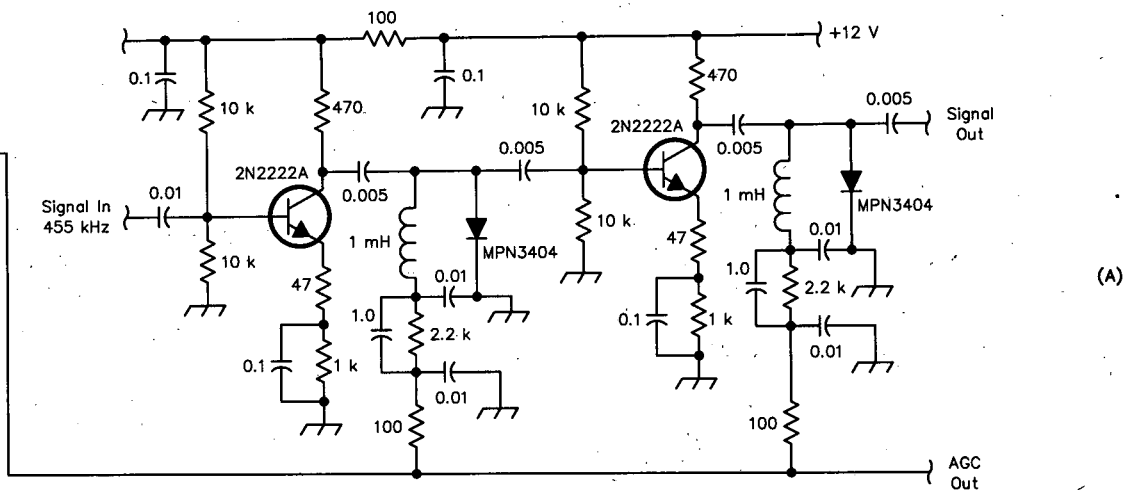 100
+12 V
0.1
0.1
10 k
470
10 k
470
0.005
Signal
Out
2N2222A
0.005
2N2222A
0.005
0.005
Signal In
455 kHz
0.01
1 mH
MPN3404
1 mH
MPN3404
10 k
10 k
47
47
0.01
0.01
1.0
2.2 k
1.0
2.2 k
(A)
0.1
1 k
0.01
0.1
1 k
0.01
100
100
AGC
Out